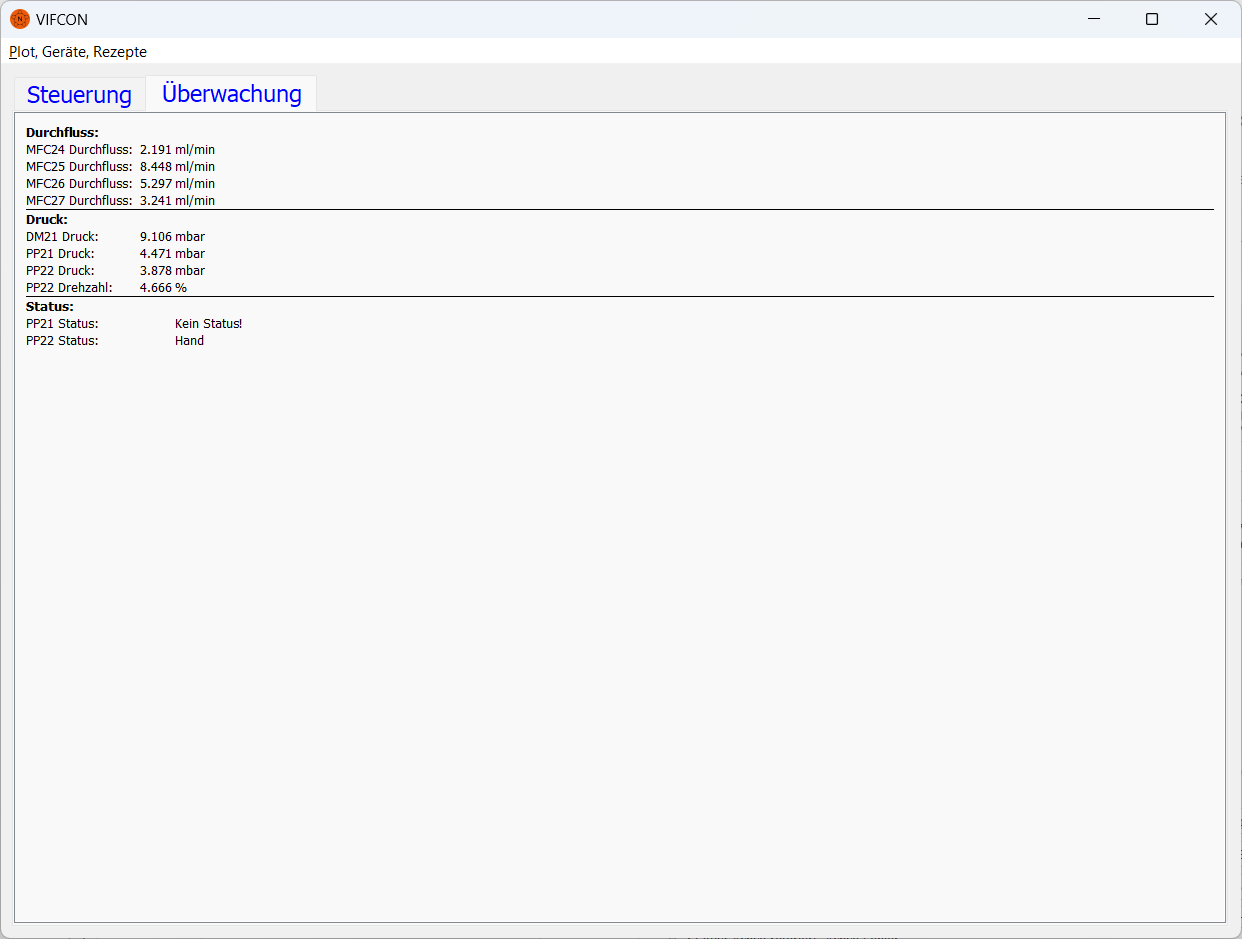 VIFCON
Plot, Geräte, Rezepte
Steuerung Überwachung
Durchfluss:
MFC24 Durchfluss: 2.191 ml/min
MFC25 Durchfluss: 8.448 ml/min
MFC26 Durchfluss: 5.297 ml/min
MFC27 Durchfluss: 3.241 ml/min
Druck:
DM21 Druck: 9.106 mbar
PP21 Druck: 4.471 mbar
PP22 Druck: 3.878 mbar
PP22 Drehzahl: 4.666 %
Status:
PP21 Status: Kein Status!
PP22 Status: Hand